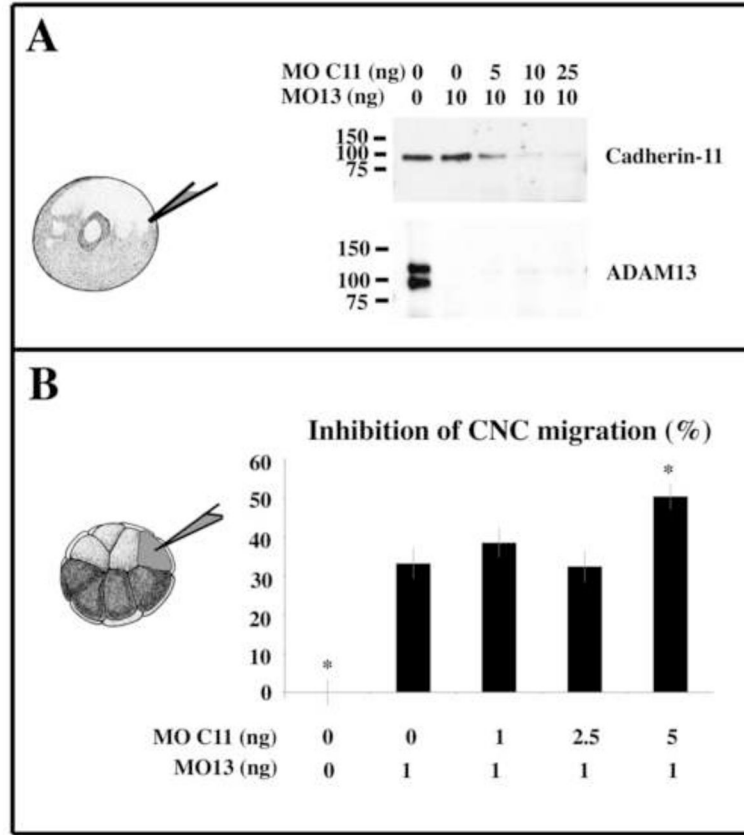 A
MO C11 (ng) 0 0 5 10 25
MO13 (ng) 0 10 10 10 10
150
100
75
Cadherin-11
150
100
75
ADAM13
B
Inhibition of CNC migration (%)
60
50
40
30
20
10
0
*
*
MO C11 (ng) 0 0 1 2.5 5
MO13 (ng) 0 1 1 1 1